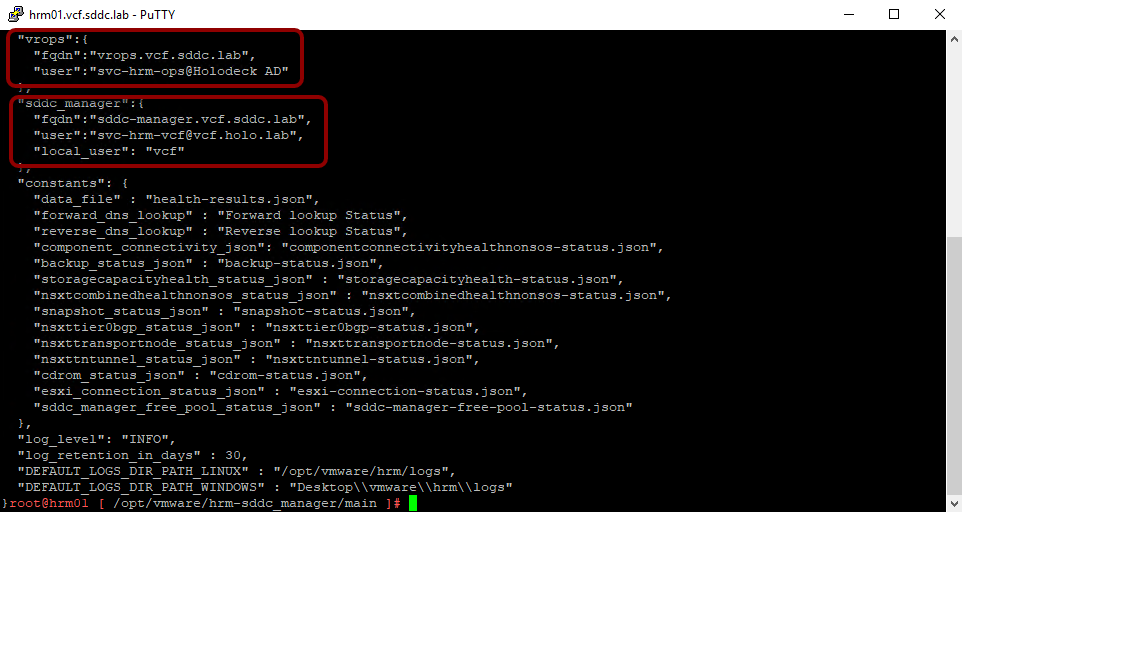 hrm01.vcf.sddc.lab - PuTTY
"vrops":{
"fqdn":"vrops.vcf.sddc.lab",
"user":"svc-hrm-ops@Holodeck AD"
},
"sddc_manager":{
"fqdn":"sddc-manager.vcf.sddc.lab",
"user":"svc-hrm-vcf@vcf.holo.lab",
"local_user": "vcf"
},
"constants": {
"data_file" : "health-results.json",
"forward_dns_lookup" : "Forward lookup Status",
"reverse_dns_lookup" : "Reverse lookup Status",
"component_connectivity_json": "componentconnectivityhealthnonsos-status.json",
"backup_status_json" : "backup-status.json",
"storagecapacityhealth_status_json" : "storagecapacityhealth-status.json",
"nsxtcombinedhealthnonsos_status_json" : "nsxtcombinedhealthnonsos-status.json",
"snapshot_status_json" : "snapshot-status.json",
"nsxttier0bgp_status_json" : "nsxttier0bgp-status.json",
"nsxttransportnode_status_json" : "nsxttransportnode-status.json",
"nsxttntunnel_status_json" : "nsxttntunnel-status.json",
"cdrom_status_json" : "cdrom-status.json",
"esxi_connection_status_json" : "esxi-connection-status.json",
"sddc_manager_free_pool_status_json" : "sddc-manager-free-pool-status.json"
},
"log_level": "INFO",
"log_retention_in_days" : 30,
"DEFAULT_LOGS_DIR_PATH_LINUX" : "/opt/vmware/hrm/logs",
"DEFAULT_LOGS_DIR_PATH_WINDOWS" : "Desktop\\vmware\\hrm\\logs"
}root@hrm01 [ /opt/vmware/hrm-sddc_manager/main ]#